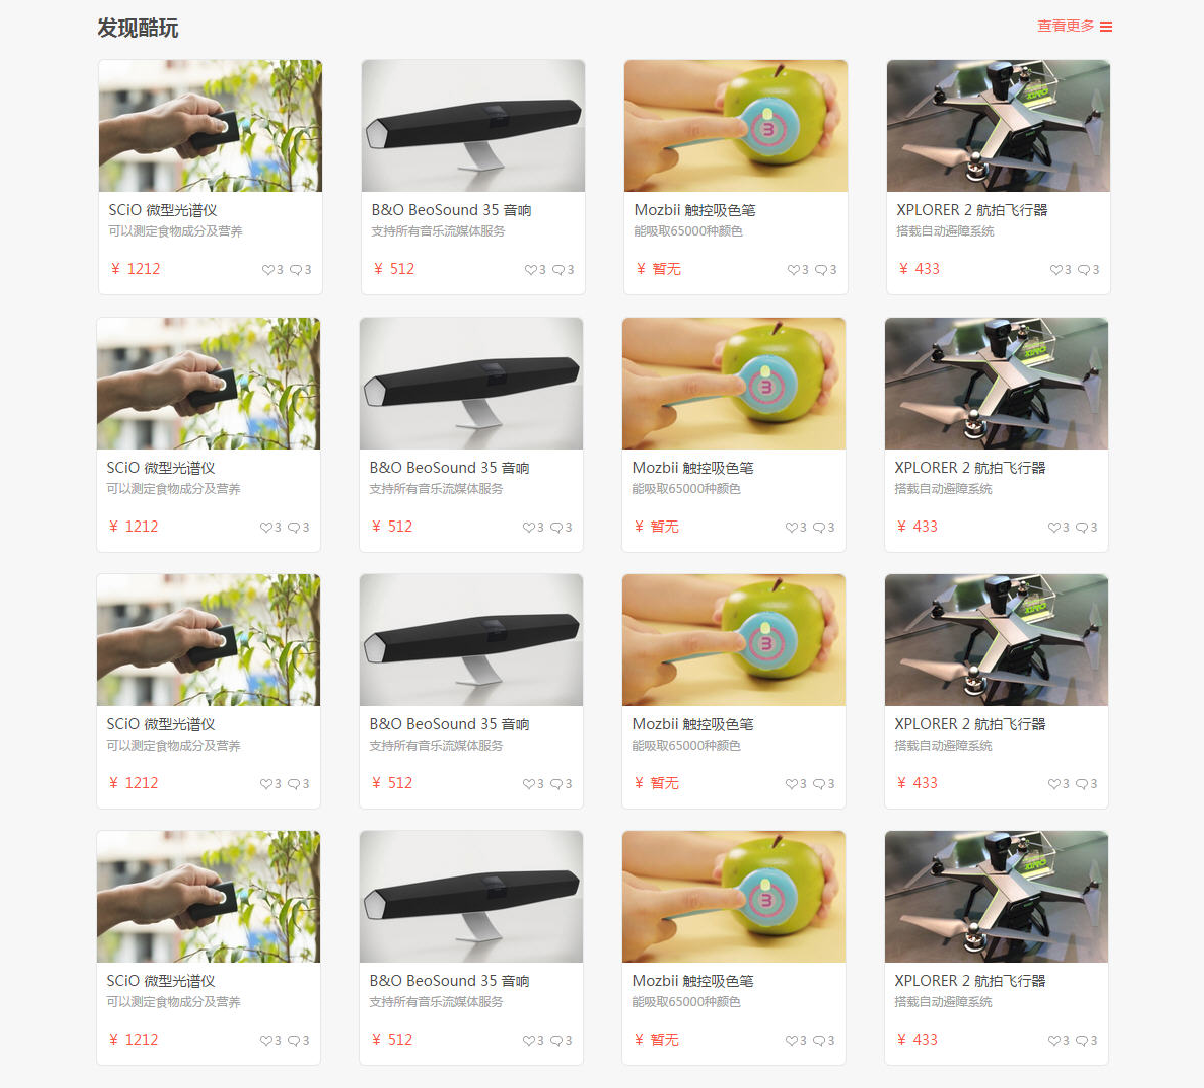 发现酷玩
查看更多
SCiO 微型光谱仪
可以测定食物成分及营养
¥ 1212
3 3
B&O BeoSound 35 音响
支持所有音乐流媒体服务
¥ 512
3 3
Mozbii 触控吸色笔
能吸取65000种颜色
¥ 暂无
3 3
XPLORER 2 航拍飞行器
搭载自动避障系统
¥ 433
3 3
SCiO 微型光谱仪
可以测定食物成分及营养
¥ 1212
3 3
B&O BeoSound 35 音响
支持所有音乐流媒体服务
¥ 512
3 3
Mozbii 触控吸色笔
能吸取65000种颜色
¥ 暂无
3 3
XPLORER 2 航拍飞行器
搭载自动避障系统
¥ 433
3 3
SCiO 微型光谱仪
可以测定食物成分及营养
¥ 1212
3 3
B&O BeoSound 35 音响
支持所有音乐流媒体服务
¥ 512
3 3
Mozbii 触控吸色笔
能吸取65000种颜色
¥ 暂无
3 3
XPLORER 2 航拍飞行器
搭载自动避障系统
¥ 433
3 3
SCiO 微型光谱仪
可以测定食物成分及营养
¥ 1212
3 3
B&O BeoSound 35 音响
支持所有音乐流媒体服务
¥ 512
3 3
Mozbii 触控吸色笔
能吸取65000种颜色
¥ 暂无
3 3
XPLORER 2 航拍飞行器
搭载自动避障系统
¥ 433
3 3